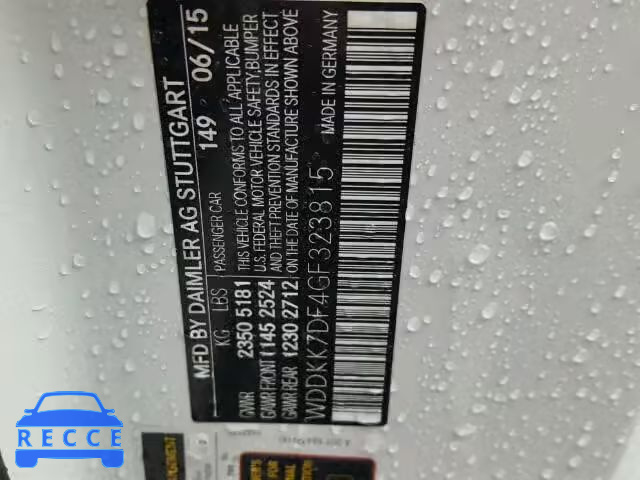 MFD BY DAIMLER AG STUTTGART
149 06/15
KG LBS PASSENGER CAR
GVWR 2350 5181
GAWR FRONT 1145 2524
GAWR REAR 1230 2712
THIS VEHICLE CONFORMS TO ALL APPLICABLE
U.S. FEDERAL MOTOR VEHICLE SAFETY, BUMPER
AND THEFT PREVENTION STANDARDS IN EFFECT
ON THE DATE OF MANUFACTURE SHOWN ABOVE
WDDKK7DF4GF323815 MADE IN GERMANY
RECCE